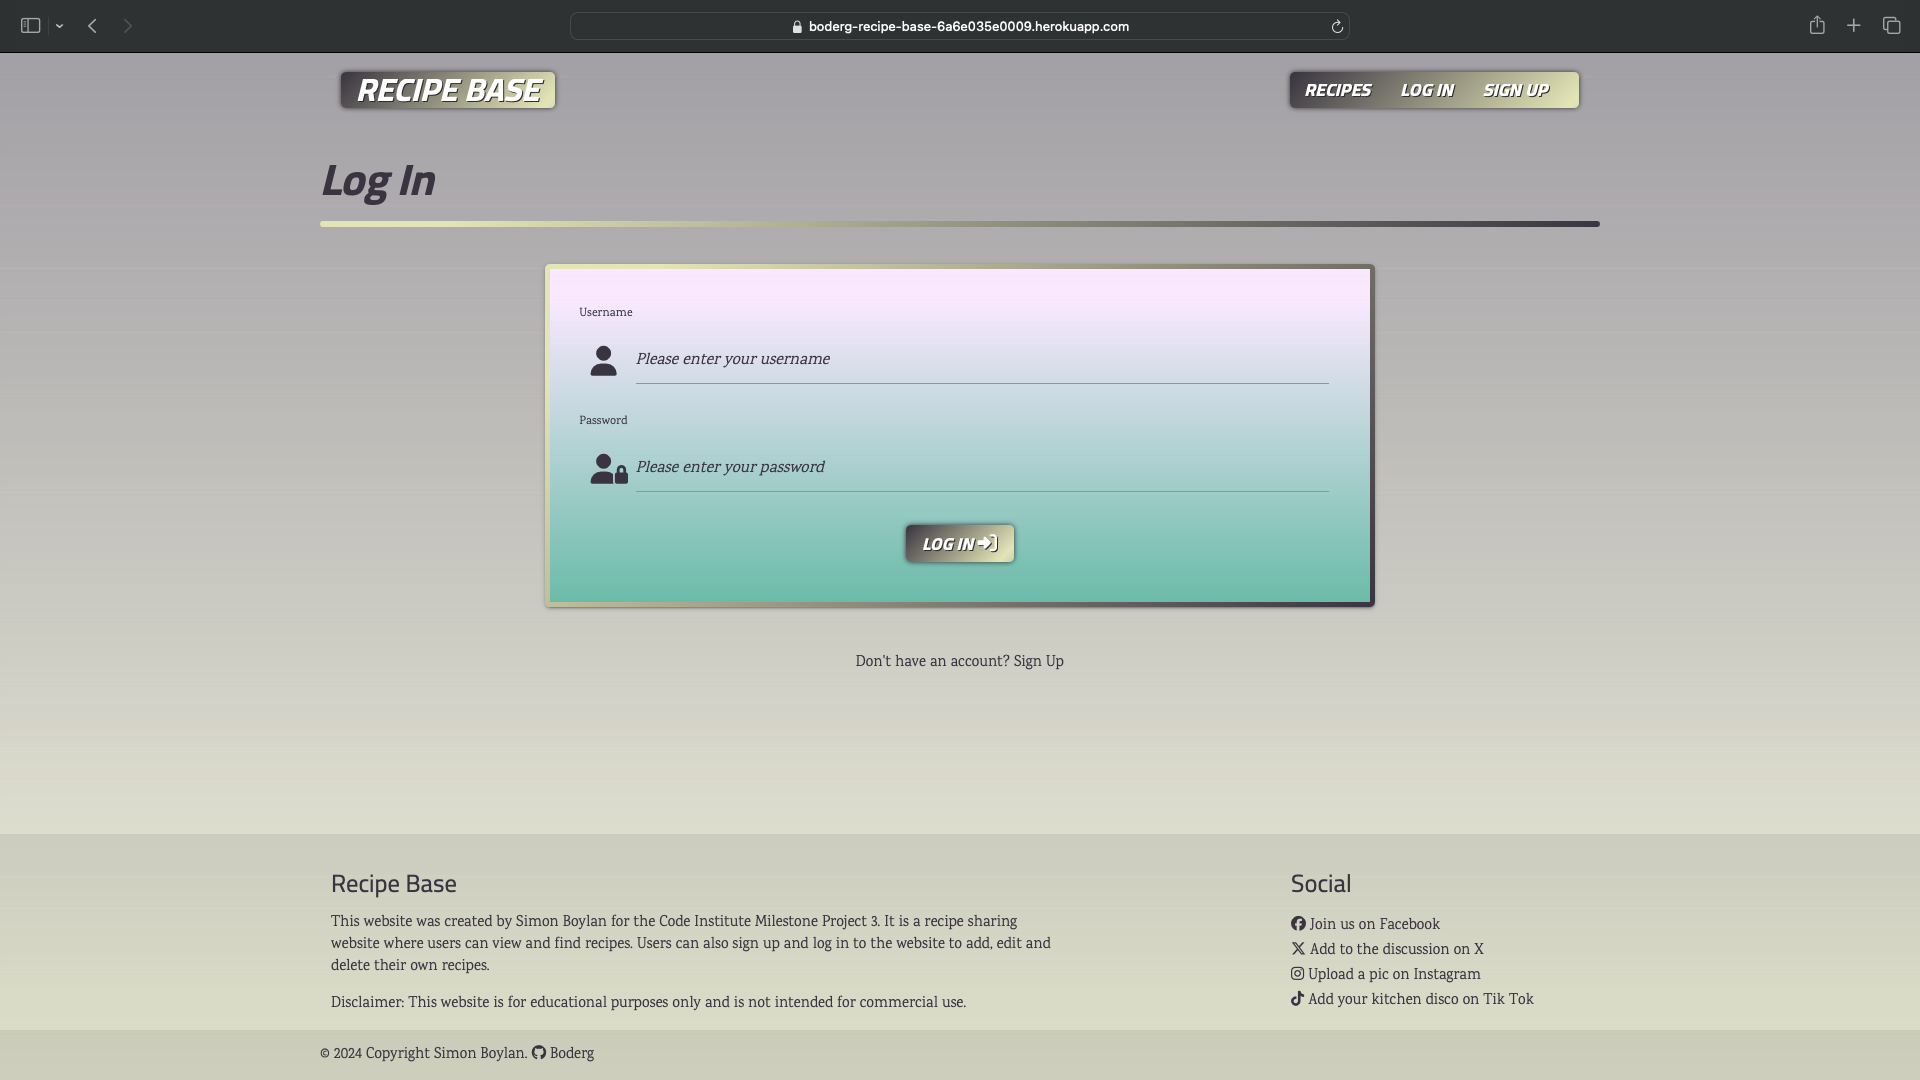 boderg-recipe-base-6a6e035e0009.herokuapp.com
RECIPE BASE
RECIPES LOG IN SIGN UP
Log In
Username
Please enter your username
Password
Please enter your password
LOG IN
Don't have an account? Sign Up
Recipe Base
This website was created by Simon Boylan for the Code Institute Milestone Project 3. It is a recipe sharing
website where users can view and find recipes. Users can also sign up and log in to the website to add, edit and
delete their own recipes.
Disclaimer: This website is for educational purposes only and is not intended for commercial use.
Social
Join us on Facebook
Add to the discussion on X
Upload a pic on Instagram
Add your kitchen disco on Tik Tok
© 2024 Copyright Simon Boylan. Boderg